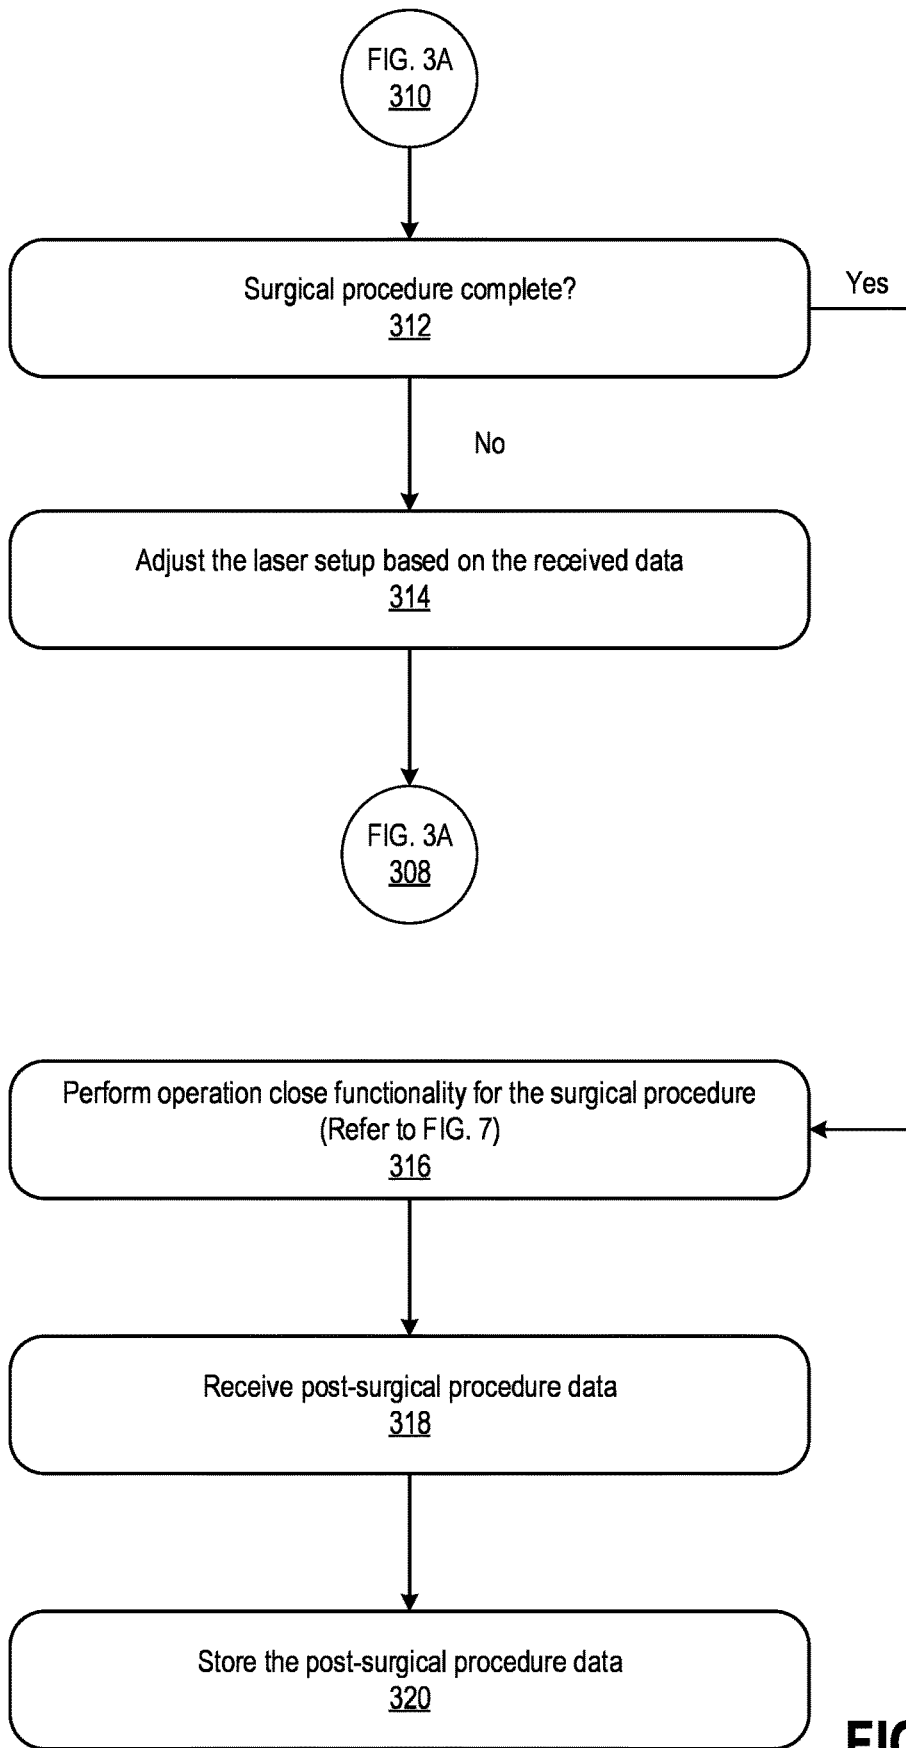 FIG. 3A
310
Surgical procedure complete?
312
Yes
No
Adjust the laser setup based on the received data
314
FIG. 3A
308
Perform operation close functionality for the surgical procedure
(Refer to FIG. 7)
316
Receive post-surgical procedure data
318
Store the post-surgical procedure data
320